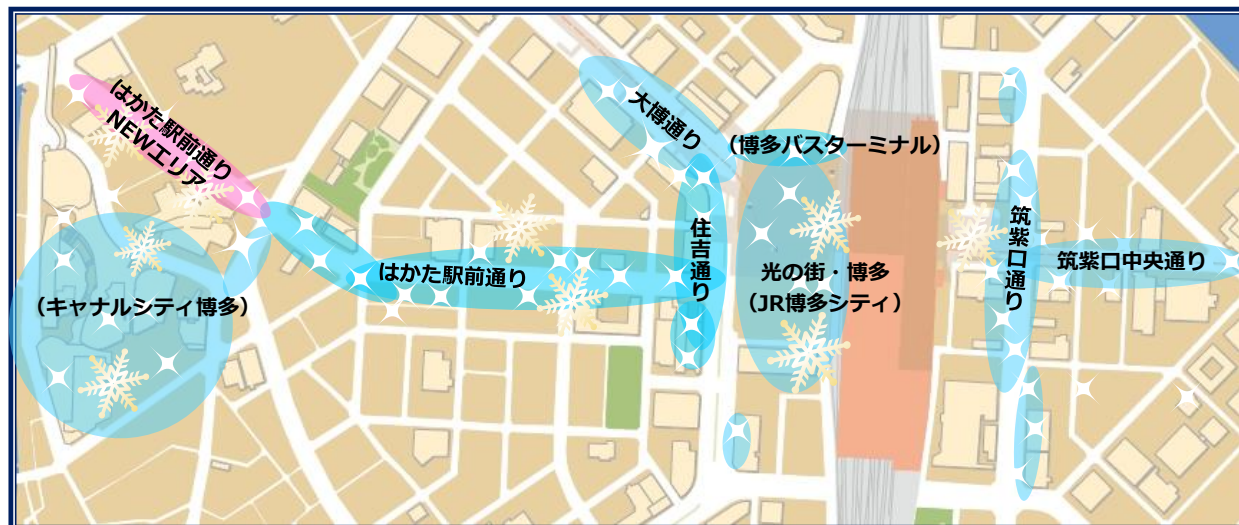 はかた駅前通り
NEWエリア
大博通り
（博多バスターミナル）
住吉通り
はかた駅前通り
（キャナルシティ博多）
光の街・博多
（JR博多シティ）
筑紫口通り
筑紫口中央通り